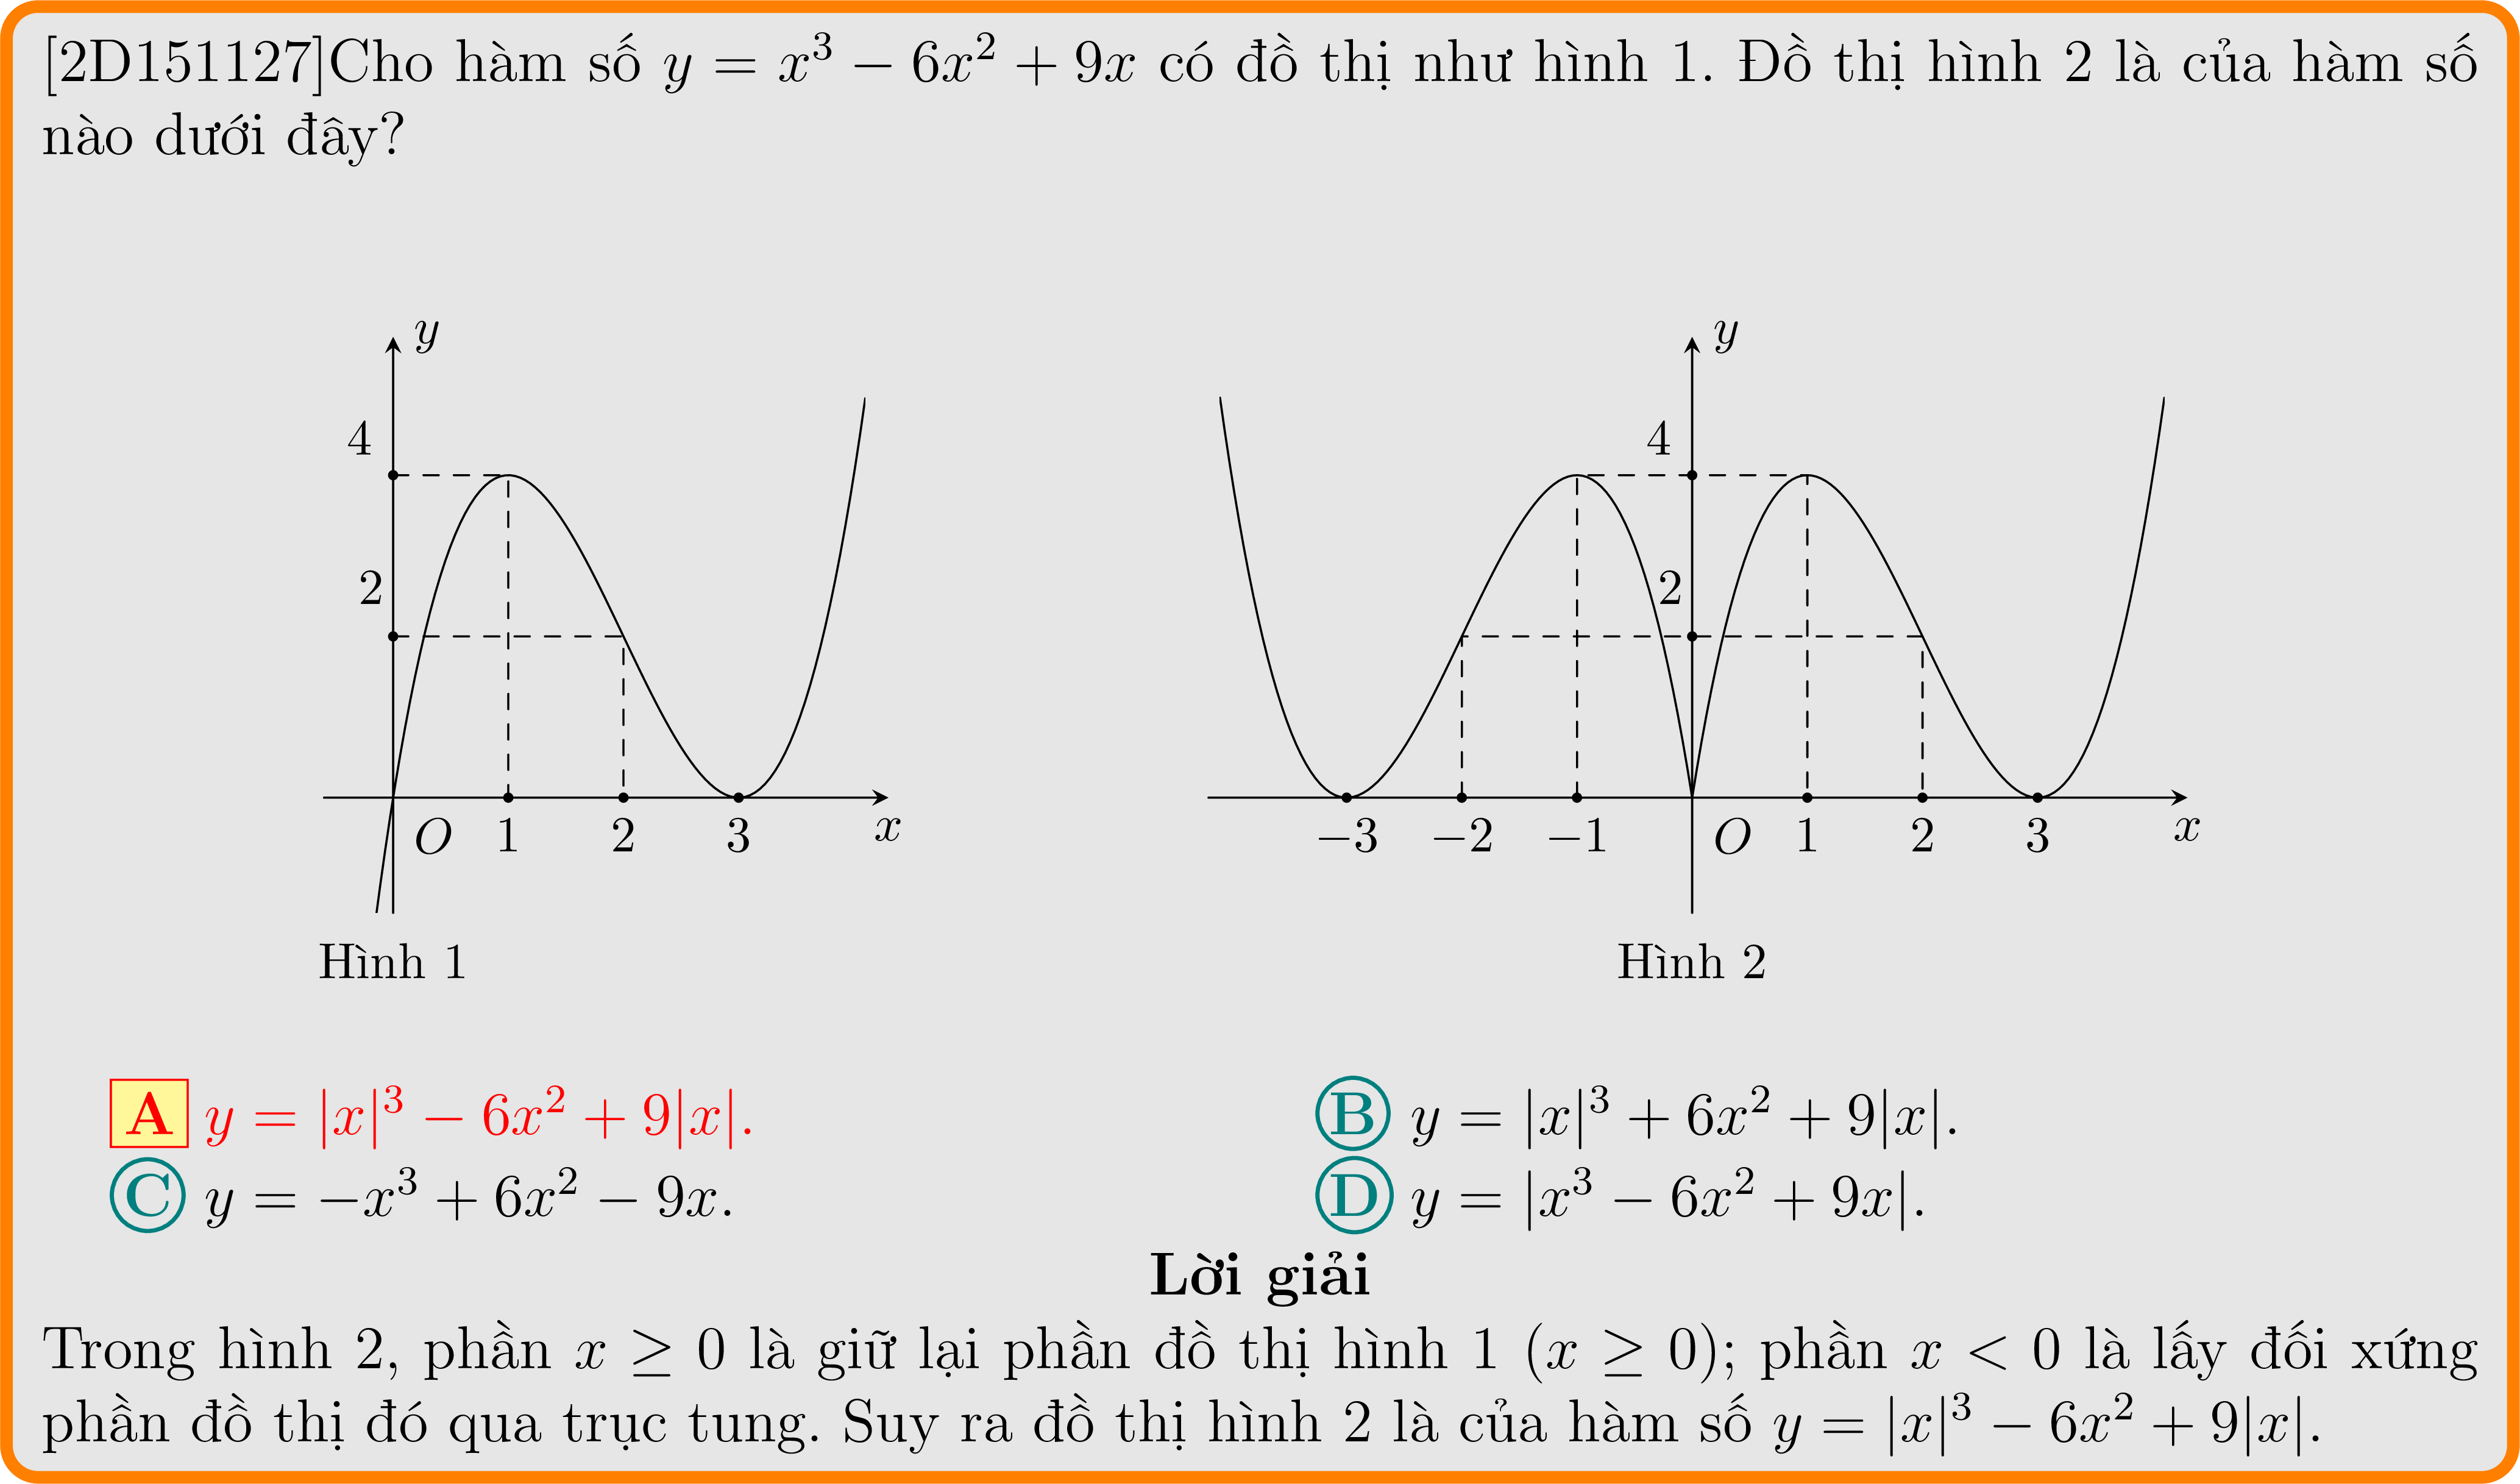 [2D151127]Cho hàm số y = x³ − 6x² + 9x có đồ thị như hình 1. Đồ thị hình 2 là của hàm số
nào dưới đây?
y
4
2
O 1 2 3 x
Hình 1
y
4
2
−3 −2 −1 O 1 2 3 x
Hình 2
A y = |x|³ − 6x² + 9|x|.
B y = |x|³ + 6x² + 9|x|.
C y = −x³ + 6x² − 9x.
D y = |x³ − 6x² + 9x|.
Lời giải
Trong hình 2, phần x ≥ 0 là giữ lại phần đồ thị hình 1 (x ≥ 0); phần x < 0 là lấy đối xứng
phần đồ thị đó qua trục tung. Suy ra đồ thị hình 2 là của hàm số y = |x|³ − 6x² + 9|x|.